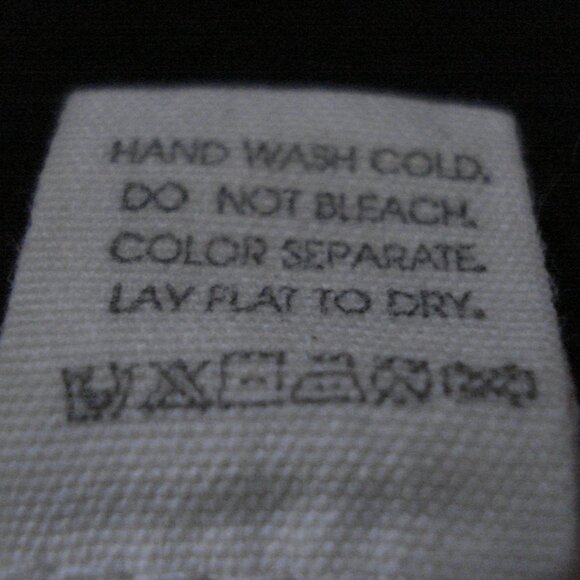 HAND WASH COLD.
DO NOT BLEACH.
COLOR SEPARATE.
LAY FLAT TO DRY.